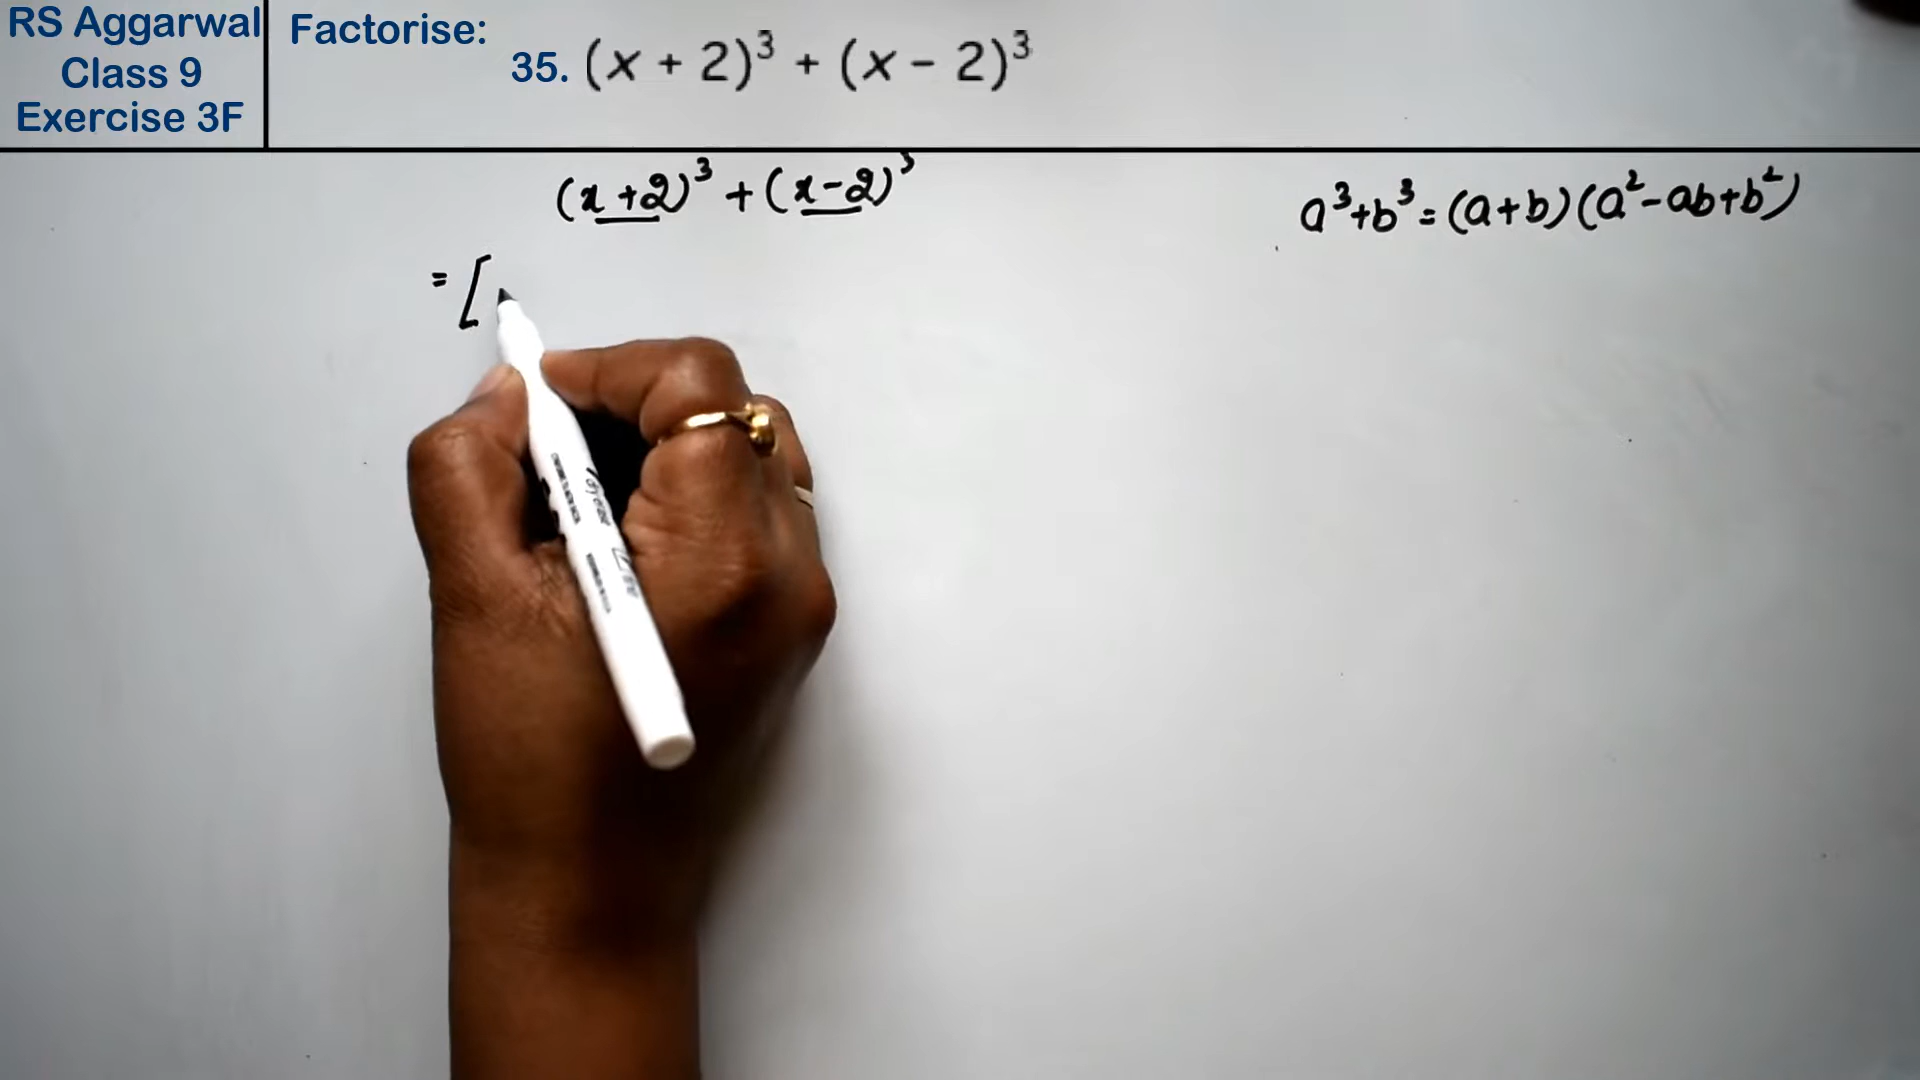 RS Aggarwal
Class 9
Exercise 3F
Factorise:
35. (x + 2)³ + (x - 2)³
(x+2)³ + (x-2)³
a³+b³ = (a+b)(a²-ab+b²)
= [